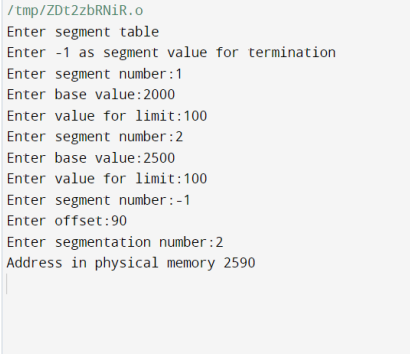 /tmp/ZDt2zbRNiR.o
Enter segment table
Enter -1 as segment value for termination
Enter segment number:1
Enter base value:2000
Enter value for limit:100
Enter segment number:2
Enter base value:2500
Enter value for limit:100
Enter segment number:-1
Enter offset:90
Enter segmentation number:2
Address in physical memory 2590